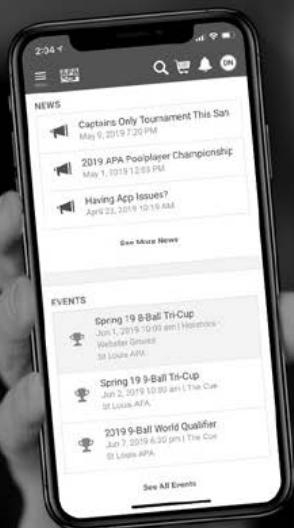 2:04
APA
DN
NEWS
Captains Only Tournament This Sat
May 9, 2019 7:20 PM
2019 APA Poolplayer Championship
May 1, 2019 12:03 PM
Having App Issues?
April 23, 2019 10:19 AM
See More News
EVENTS
Spring 19 8-Ball Tri-Cup
Jun 1, 2019 10:00 am |
Webster Groves
St Louis APA
Spring 19 9-Ball Tri-Cup
Jun 2, 2019 10:00 am | The Cue
St Louis APA
2019 9-Ball World Qualifier
Jun 7, 2019 6:30 pm | The Cue
St Louis APA
See All Events